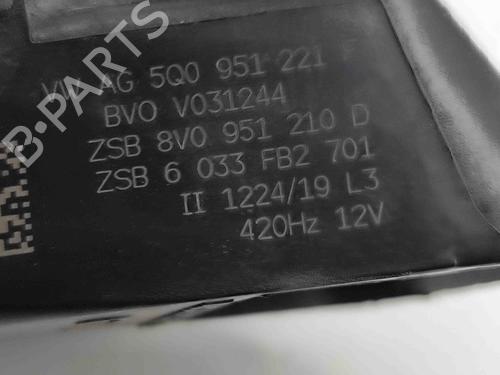 VW AG 5Q0 951 221 F
BVO V031244
ZSB 8V0 951 210 D
ZSB 6 033 FB2 701
II 1224/19 L3
420Hz 12V
B-PARTS